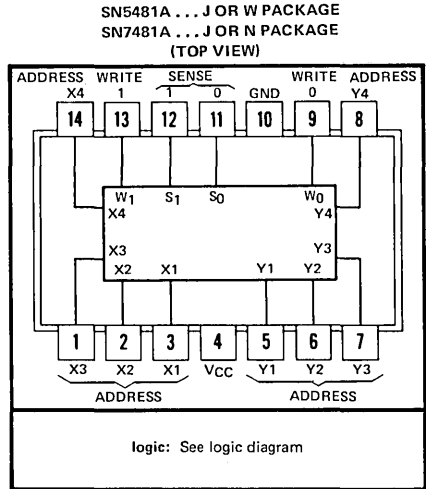 SN5481A . . . J OR W PACKAGE
SN7481A . . . J OR N PACKAGE
(TOP VIEW)
ADDRESS WRITE SENSE WRITE ADDRESS
X4 1 1 0 GND 0 Y4
14 13 12 11 10 9 8
W1 S1 S0 W0
X4 Y4
X3 Y3
X2 X1 Y1 Y2
1 2 3 4 5 6 7
X3 X2 X1 VCC Y1 Y2 Y3
ADDRESS ADDRESS
logic: See logic diagram